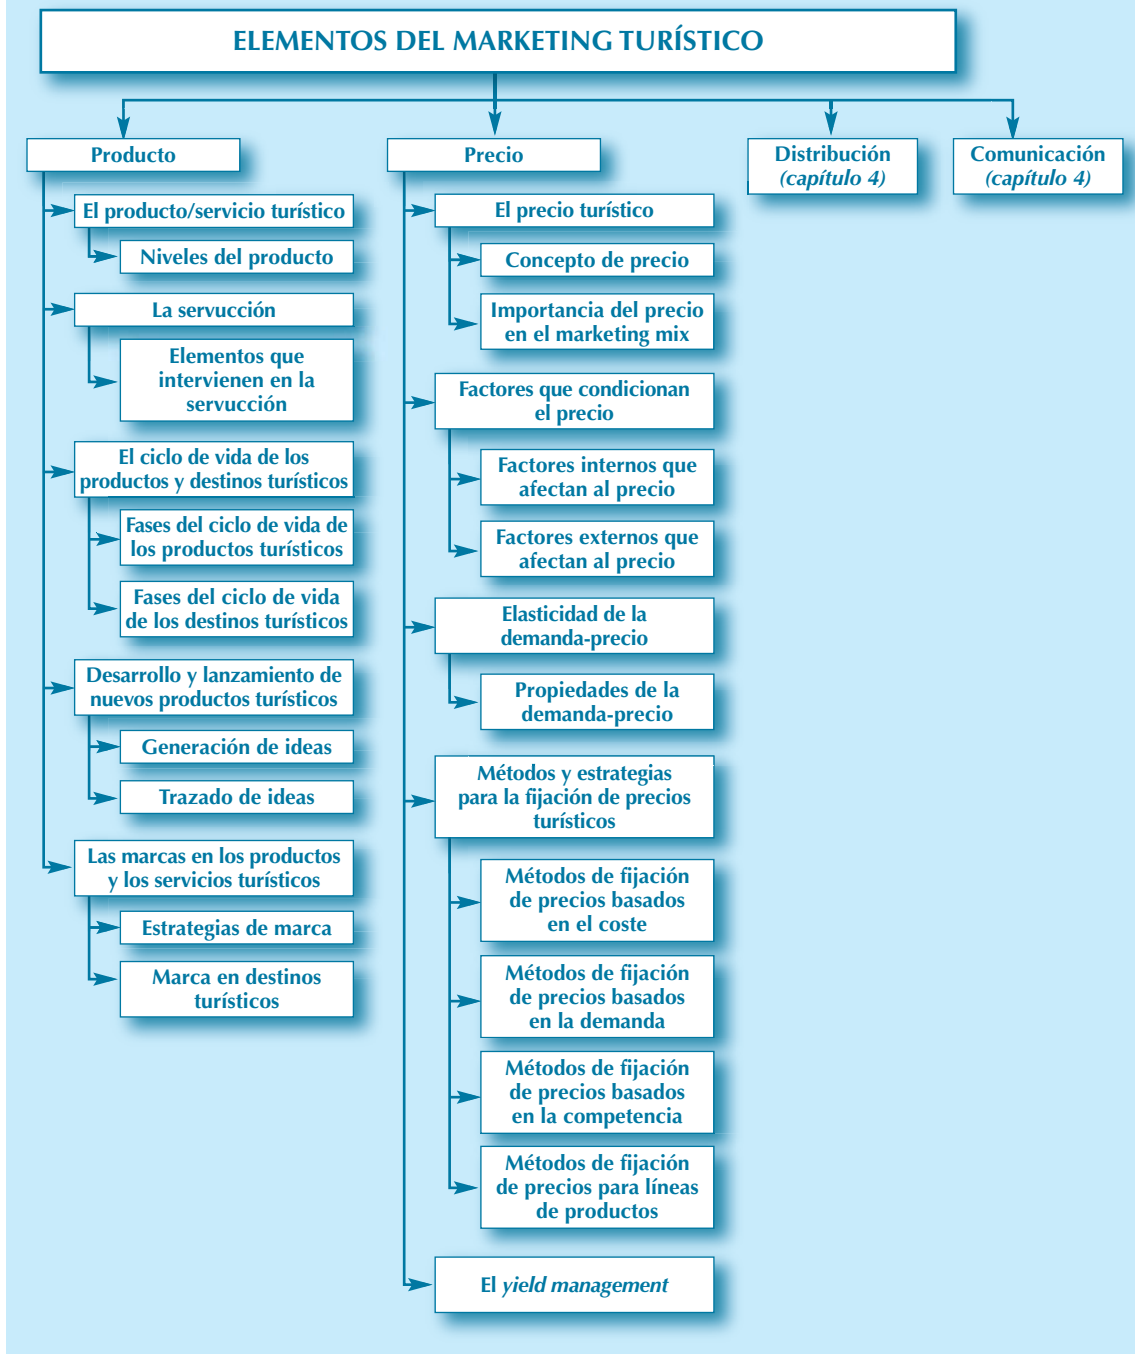 ELEMENTOS DEL MARKETING TURÍSTICO
Producto
El producto/servicio turístico
Niveles del producto
La servucción
Elementos que
intervienen en la
servucción
El ciclo de vida de los
productos y destinos turísticos
Fases del ciclo de vida de
los productos turísticos
Fases del ciclo de vida
de los destinos turísticos
Desarrollo y lanzamiento de
nuevos productos turísticos
Generación de ideas
Trazado de ideas
Las marcas en los productos
y los servicios turísticos
Estrategias de marca
Marca en destinos
turísticos
Precio
El precio turístico
Concepto de precio
Importancia del precio
en el marketing mix
Factores que condicionan
el precio
Factores internos que
afectan al precio
Factores externos que
afectan al precio
Elasticidad de la
demanda-precio
Propiedades de la
demanda-precio
Métodos y estrategias
para la fijación de precios
turísticos
Métodos de fijación
de precios basados
en el coste
Métodos de fijación
de precios basados
en la demanda
Métodos de fijación
de precios basados
en la competencia
Métodos de fijación
de precios para líneas
de productos
El yield management
Distribución
(capítulo 4)
Comunicación
(capítulo 4)